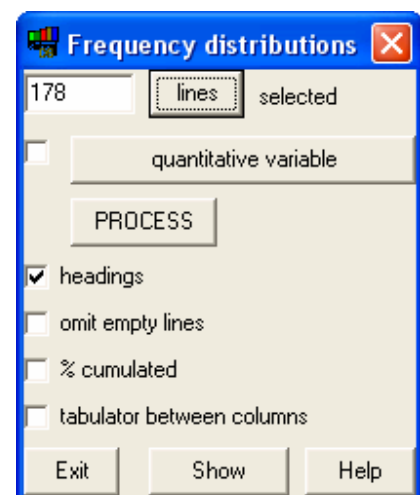 Frequency distributions
178 lines selected
quantitative variable
PROCESS
headings
omit empty lines
% cumulated
tabulator between columns
Exit Show Help